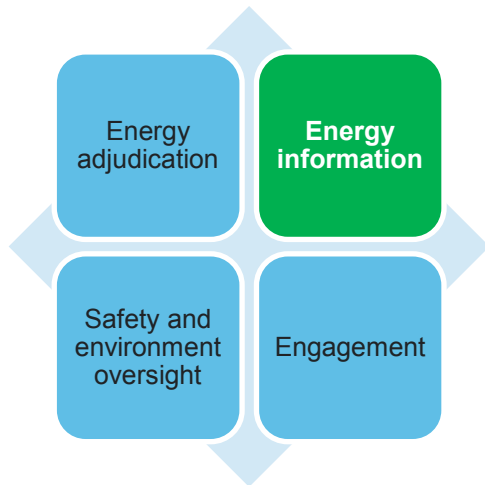 Energy
adjudication
Energy
information
Safety and
environment
oversight
Engagement